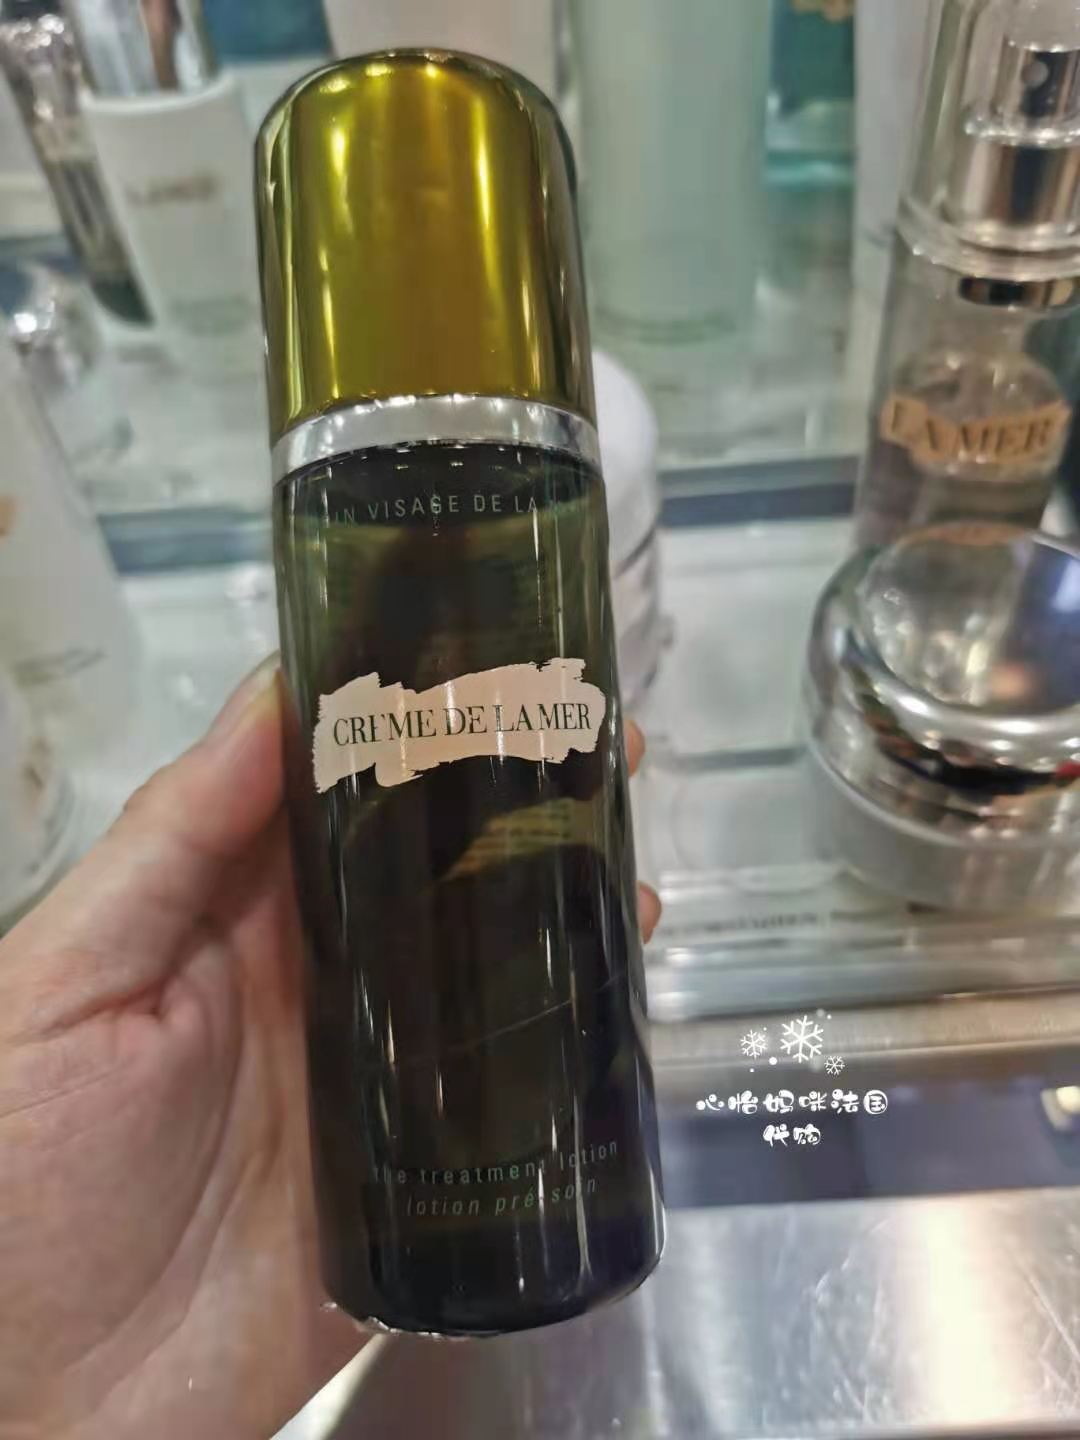 VISAGE DE LA
CREME DE LA MER
the treatment lotion
lotion pré-soin
LA MER
心怡妈咪法国
代购